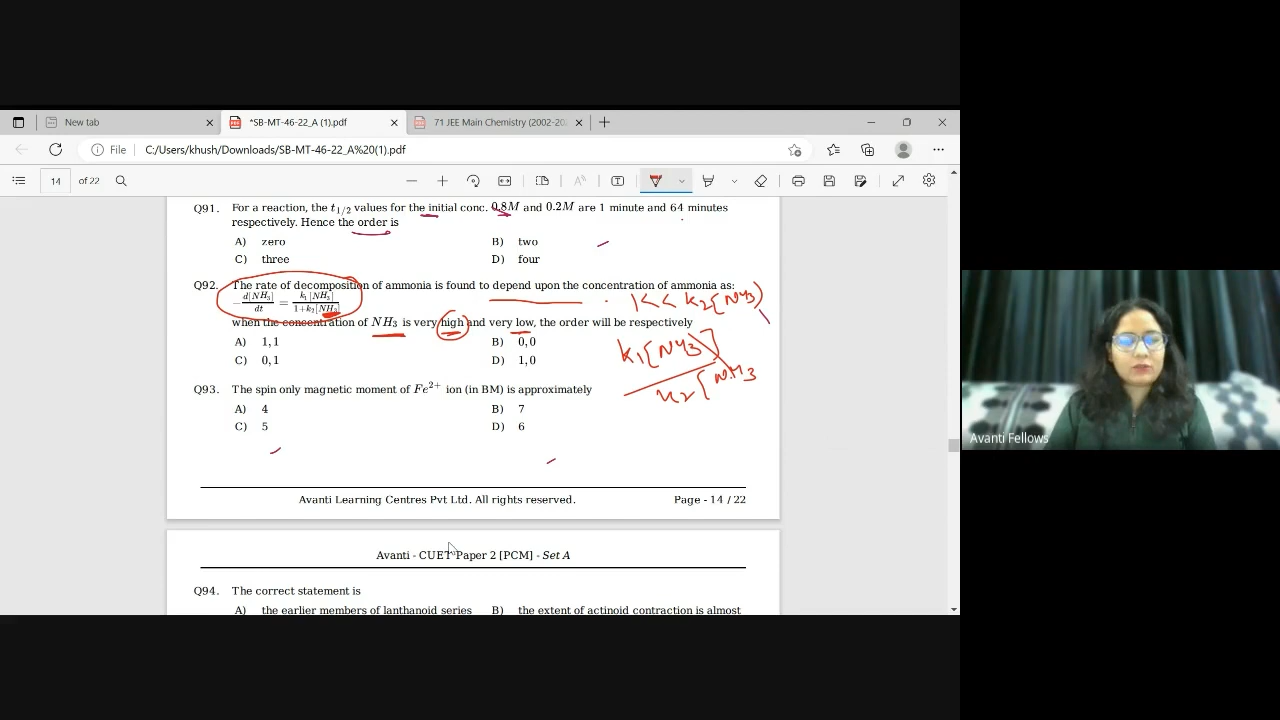 New tab
*SB-MT-46-22_A (1).pdf
71 JEE Main Chemistry (2002-20
File C:/Users/khush/Downloads/SB-MT-46-22_A%20(1).pdf
14 of 22
Q91. For a reaction, the t1/2 values for the initial conc. 0.8M and 0.2M are 1 minute and 64 minutes
respectively. Hence the order is
A) zero B) two
C) three D) four
Q92. The rate of decomposition of ammonia is found to depend upon the concentration of ammonia as:
−d[NH3]/dt = k1[NH3]/1+k2[NH3]
1 << k2[NH3)
when the concentration of NH3 is very high and very low, the order will be respectively
A) 1, 1 B) 0, 0
C) 0, 1 D) 1, 0
k1[NH3]
k2[NH3
Q93. The spin only magnetic moment of Fe2+ ion (in BM) is approximately
A) 4 B) 7
C) 5 D) 6
Avanti Learning Centres Pvt Ltd. All rights reserved. Page - 14 / 22
Avanti - CUET Paper 2 [PCM] - Set A
Q94. The correct statement is
A) the earlier members of lanthanoid series B) the extent of actinoid contraction is almost
Avanti Fellows